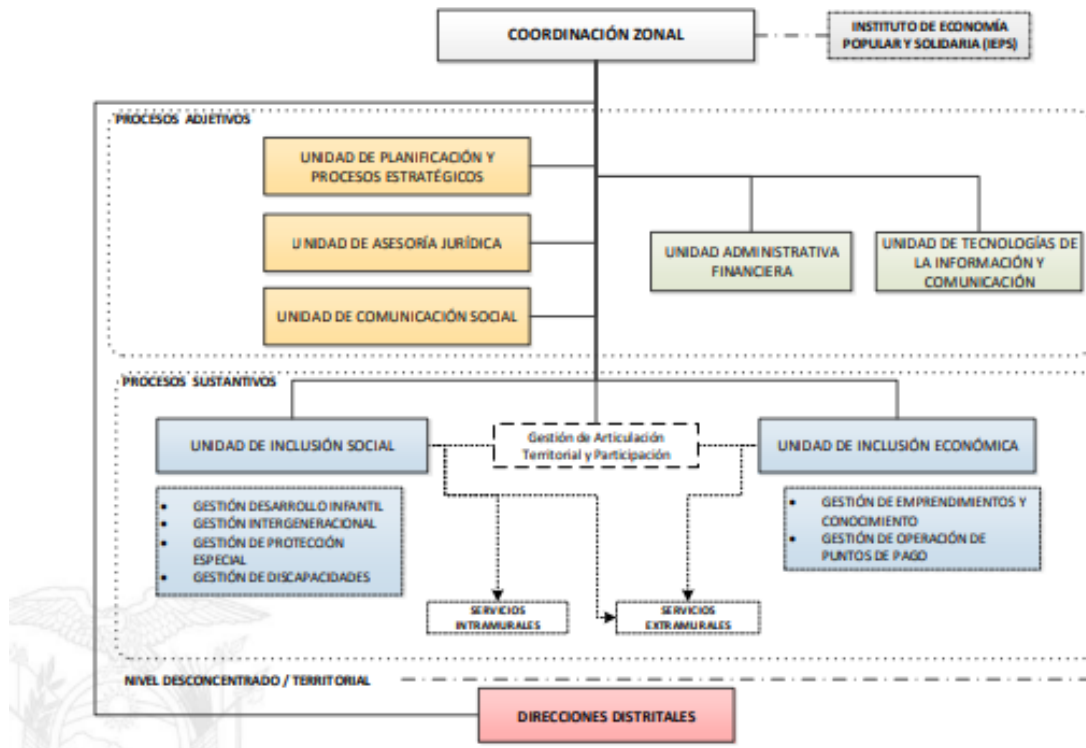 COORDINACIÓN ZONAL
INSTITUTO DE ECONOMÍA
POPULAR Y SOLIDARIA (IEPS)
PROCESOS ADJETIVOS
UNIDAD DE PLANIFICACIÓN Y
PROCESOS ESTRATÉGICOS
UNIDAD DE ASESORÍA JURÍDICA
UNIDAD DE COMUNICACIÓN SOCIAL
UNIDAD ADMINISTRATIVA
FINANCIERA
UNIDAD DE TECNOLOGÍAS DE
LA INFORMACIÓN Y
COMUNICACIÓN
PROCESOS SUSTANTIVOS
UNIDAD DE INCLUSIÓN SOCIAL
Gestión de Articulación
Territorial y Participación
UNIDAD DE INCLUSIÓN ECONÓMICA
• GESTIÓN DESARROLLO INFANTIL
• GESTIÓN INTERGENERACIONAL
• GESTIÓN DE PROTECCIÓN
ESPECIAL
• GESTIÓN DE DISCAPACIDADES
• GESTIÓN DE EMPRENDIMIENTOS Y
CONOCIMIENTO
• GESTIÓN DE OPERACIÓN DE
PUNTOS DE PAGO
SERVICIOS
INTRAMURALES
SERVICIOS
EXTRAMURALES
NIVEL DESCONCENTRADO / TERRITORIAL
DIRECCIONES DISTRITALES